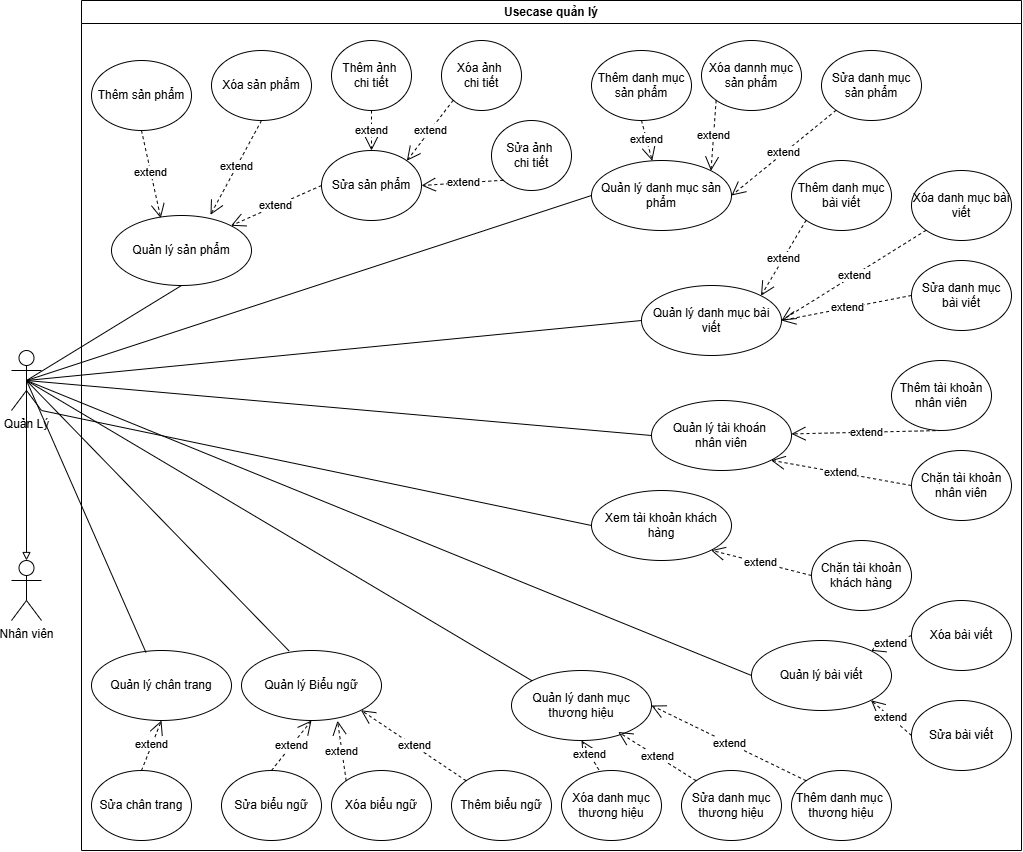 Usecase quản lý
Thêm sản phẩm
Xóa sản phẩm
Thêm ảnh
chi tiết
Xóa ảnh
chi tiết
Sửa ảnh
chi tiết
Sửa sản phẩm
Quản lý sản phẩm
extend
extend
extend
extend
extend
extend
Thêm danh mục
sản phẩm
Xóa dannh mục
sản phẩm
Sửa danh mục
sản phẩm
extend
extend
extend
Quản lý danh mục sản
phẩm
Thêm danh mục
bài viết
Xóa danh mục bài
viết
Sửa danh mục
bài viết
extend
extend
extend
Quản lý danh mục bài
viết
Quản Lý
Thêm tài khoản
nhân viên
Quản lý tài khoán
nhân viên
extend
extend
Chặn tài khoản
nhân viên
Xem tài khoản khách
hàng
extend
Chặn tài khoản
khách hàng
Nhân viên
Xóa bài viết
extend
Quản lý bài viết
extend
Sửa bài viết
Quản lý chân trang
extend
Sửa chân trang
Quản lý Biểu ngữ
extend
extend
extend
Sửa biểu ngữ
Xóa biểu ngữ
Thêm biểu ngữ
Quản lý danh mục
thương hiệu
extend
extend
extend
Xóa danh mục
thương hiệu
Sửa danh mục
thương hiệu
Thêm danh mục
thương hiệu